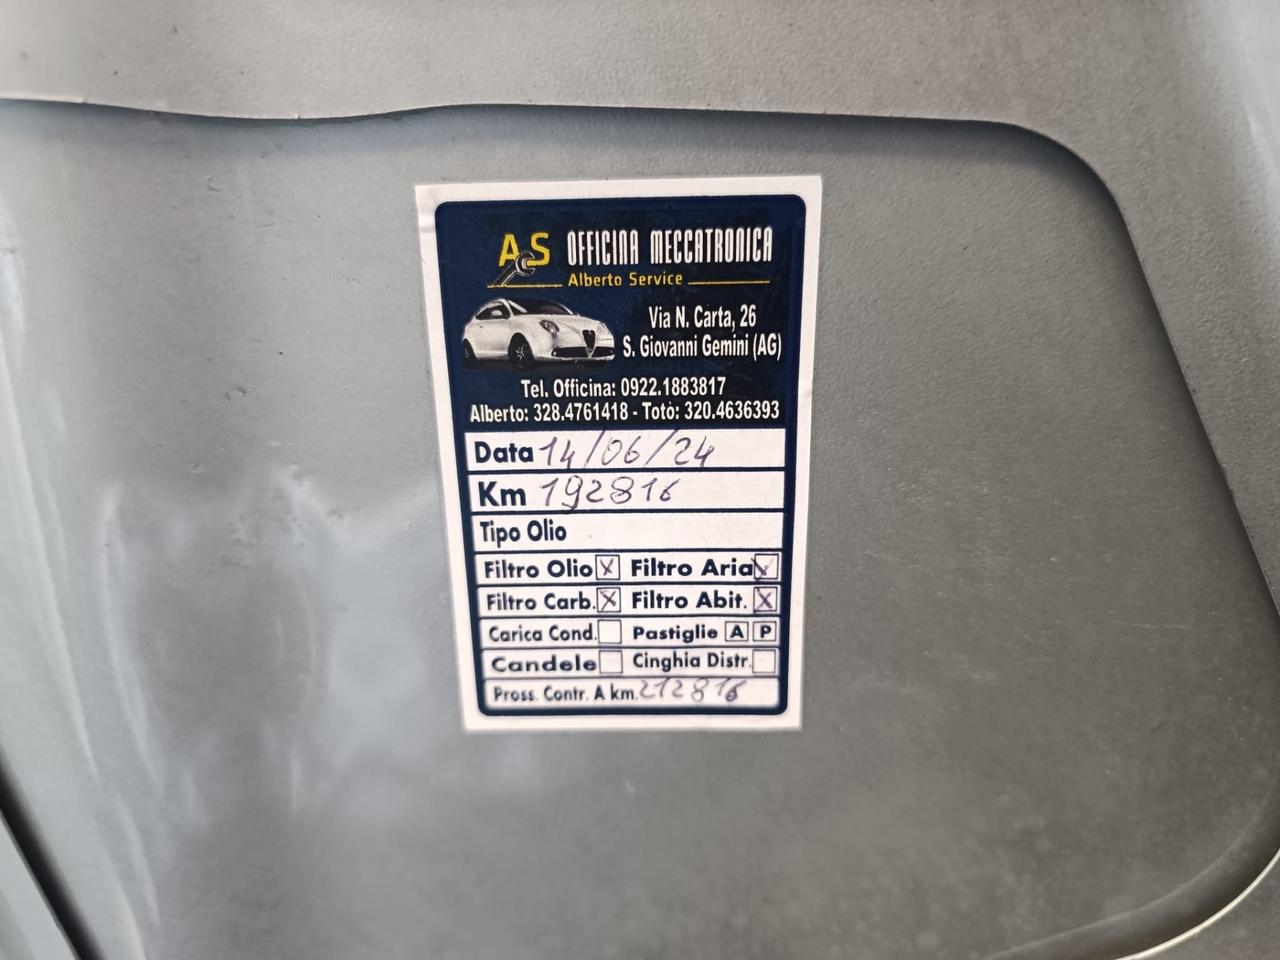 AS OFFICINA MECCATRONICA
Alberto Service
Via N. Carta, 26
S. Giovanni Gemini (AG)
Tel. Officina: 0922.1883817
Alberto: 328.4761418 - Totò: 320.4636393
Data 14/06/24
Km 192816
Tipo Olio
Filtro Olio X Filtro Aria X
Filtro Carb. X Filtro Abit. X
Carica Cond. Pastiglie A P
Candele Cinghia Distr.
Pross. Contr. A km. 212816